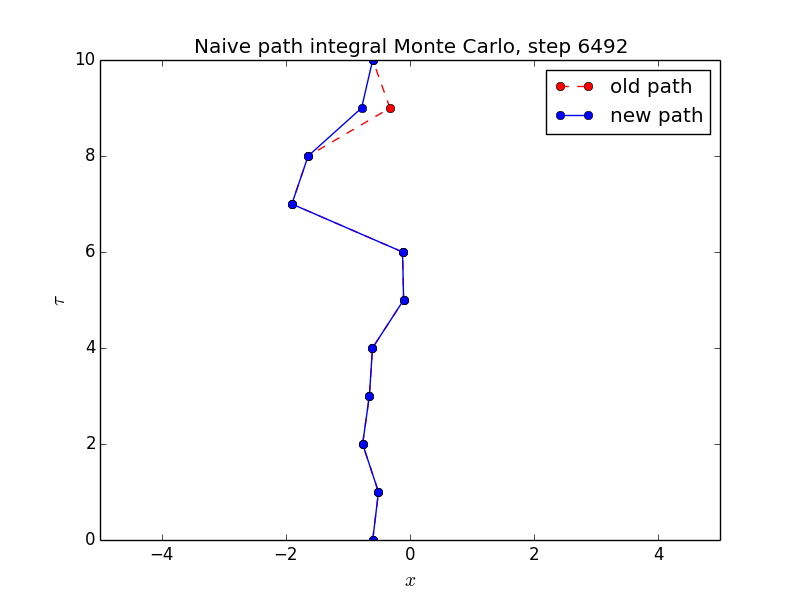 Naive path integral Monte Carlo, step 6492
10
old path
new path
8
6
τ
4
2
0
−4 −2 0 2 4
x